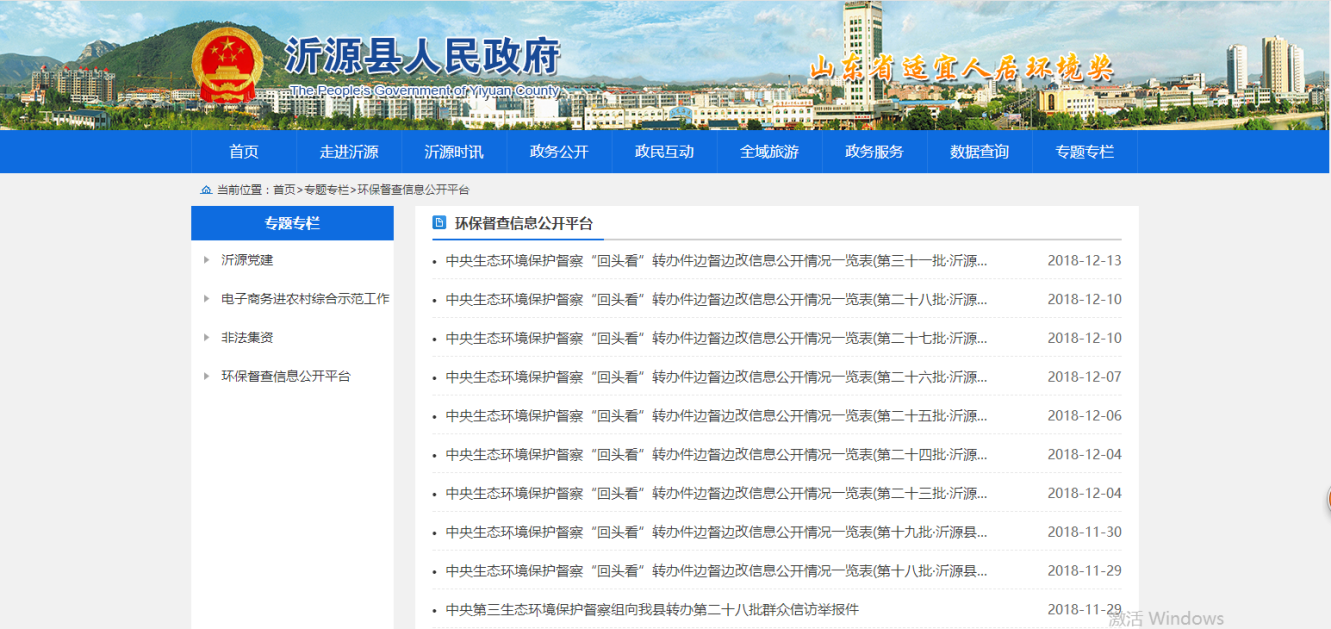 沂源县人民政府
The People's Government of Yiyuan County
山东省适宜人居环境奖
首页 走进沂源 沂源时讯 政务公开 政民互动 全域旅游 政务服务 数据查询 专题专栏
当前位置：首页>专题专栏>环保督查信息公开平台
专题专栏
沂源党建
电子商务进农村综合示范工作
非法集资
环保督查信息公开平台
环保督查信息公开平台
中央生态环境保护督察“回头看”转办件边督边改信息公开情况一览表(第三十一批·沂源... 2018-12-13
中央生态环境保护督察“回头看”转办件边督边改信息公开情况一览表(第二十八批·沂源... 2018-12-10
中央生态环境保护督察“回头看”转办件边督边改信息公开情况一览表(第二十七批·沂源... 2018-12-10
中央生态环境保护督察“回头看”转办件边督边改信息公开情况一览表(第二十六批·沂源... 2018-12-07
中央生态环境保护督察“回头看”转办件边督边改信息公开情况一览表(第二十五批·沂源... 2018-12-06
中央生态环境保护督察“回头看”转办件边督边改信息公开情况一览表(第二十四批·沂源... 2018-12-04
中央生态环境保护督察“回头看”转办件边督边改信息公开情况一览表(第二十三批·沂源... 2018-12-04
中央生态环境保护督察“回头看”转办件边督边改信息公开情况一览表(第十九批·沂源县... 2018-11-30
中央生态环境保护督察“回头看”转办件边督边改信息公开情况一览表(第十八批·沂源县... 2018-11-29
中央第三生态环境保护督察组向我县转办第二十八批群众信访举报件 2018-11-29
激活 Windows